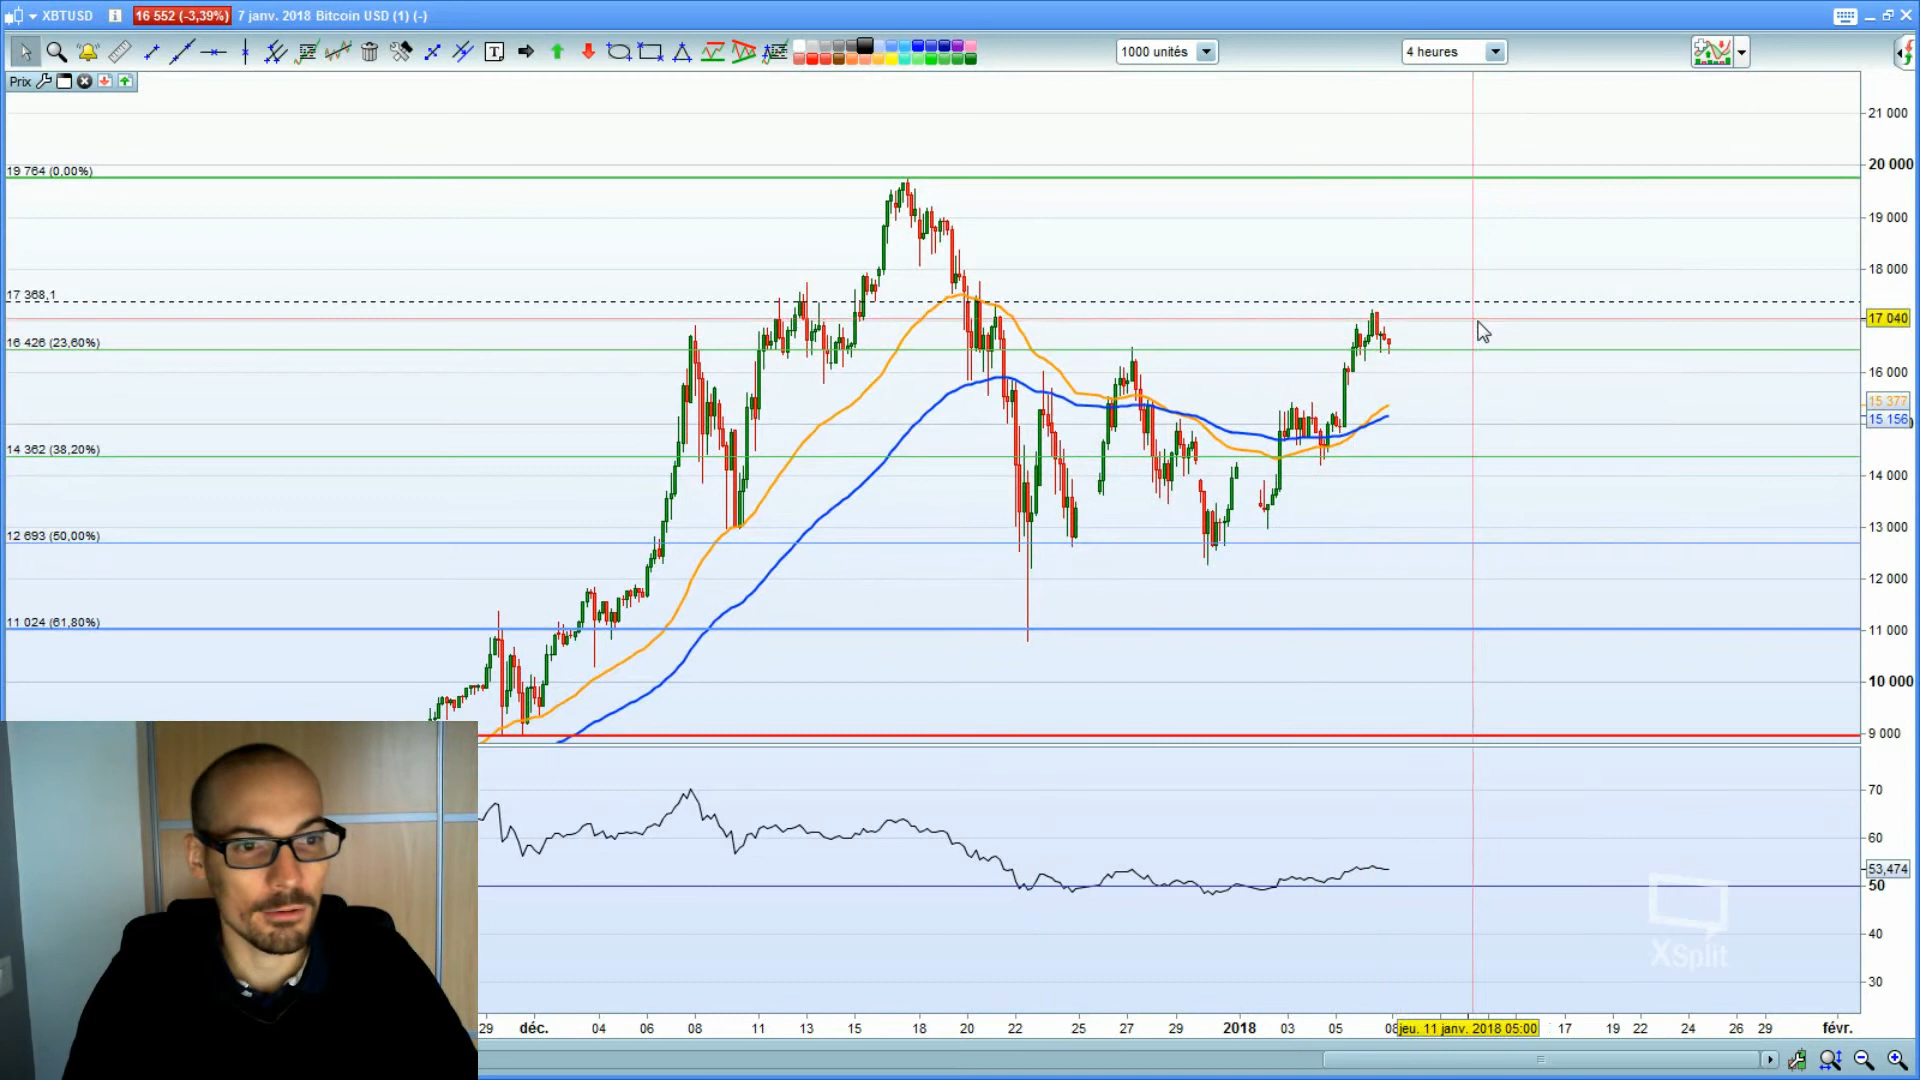 XBTUSD 16 552 (-3,39%) 7 janv. 2018 Bitcoin USD (1) (-)
T 1000 unités 4 heures
Prix
21 000
20 000
19 764 (0,00%)
19 000
18 000
17 368,1
17 040
16 426 (23,60%)
16 000
15 377
15 156
14 362 (38,20%)
14 000
13 000
12 693 (50,00%)
12 000
11 024 (61,80%)
11 000
10 000
9 000
70
60
53,474
50
40
30
XSplit
29 déc. 04 06 08 11 13 15 18 20 22 25 27 29 2018 03 05 08 jeu. 11 janv. 2018 05:00 17 19 22 24 26 29 févr.